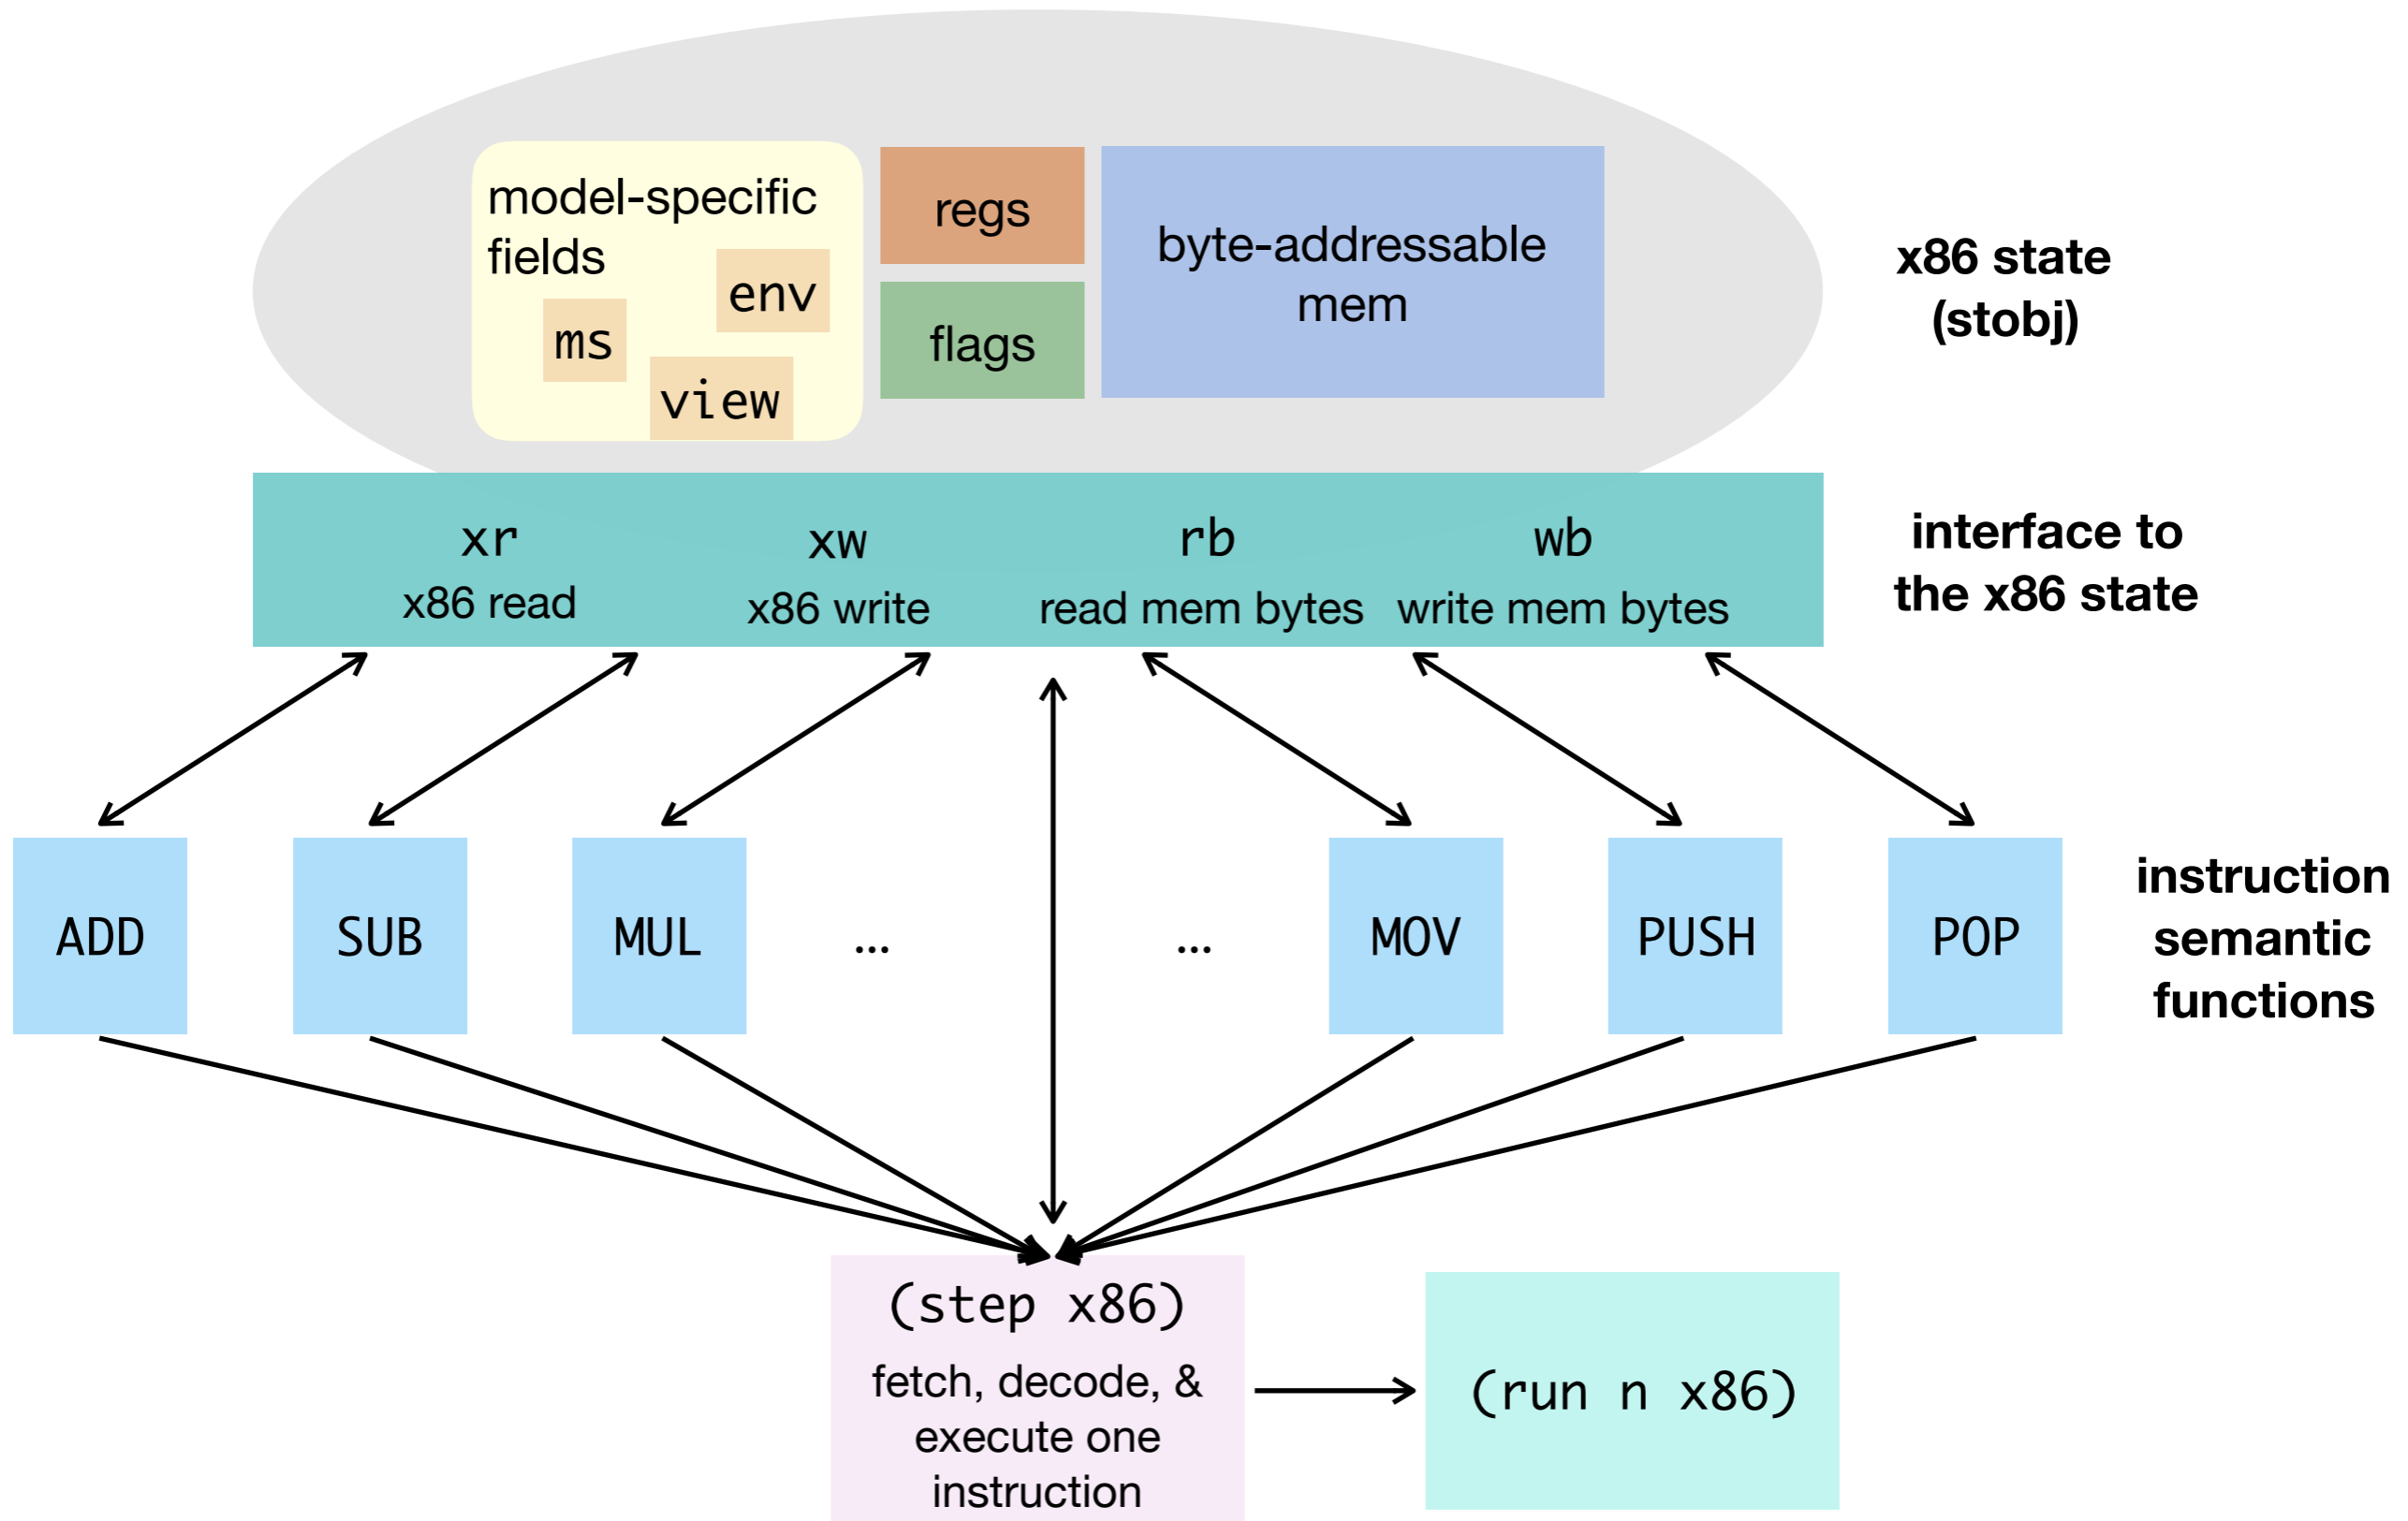 model-specific
fields
ms
env
view
regs
flags
byte-addressable
mem
x86 state
(stobj)
xr
x86 read
xw
x86 write
rb
read mem bytes
wb
write mem bytes
interface to
the x86 state
ADD
SUB
MUL
...
...
MOV
PUSH
POP
instruction
semantic
functions
(step x86)
fetch, decode, &
execute one
instruction
(run n x86)